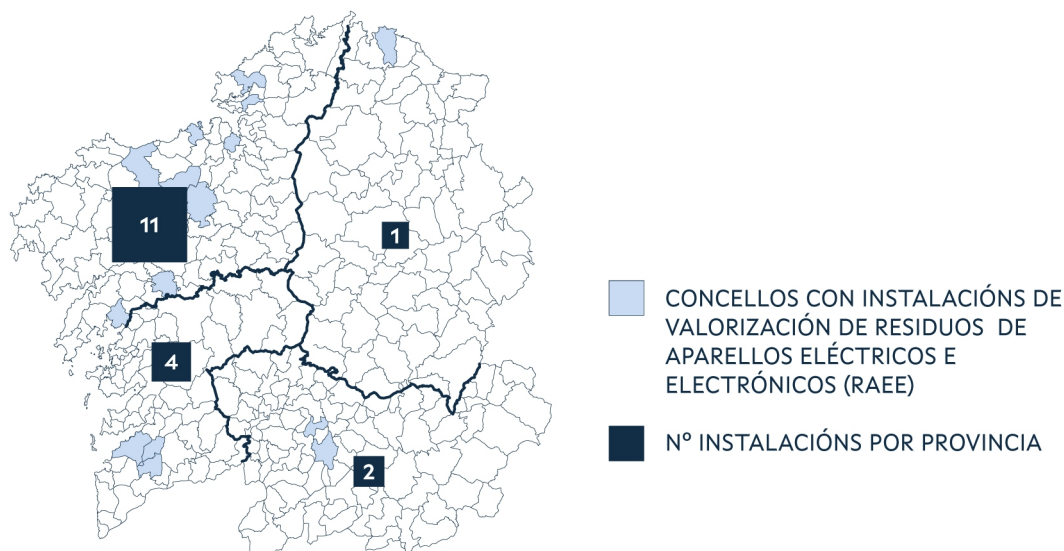 11
1
4
2
CONCELLOS CON INSTALACIÓNS DE
VALORIZACIÓN DE RESIDUOS DE
APARELLOS ELÉCTRICOS E
ELECTRÓNICOS (RAEE)
Nº INSTALACIÓNS POR PROVINCIA